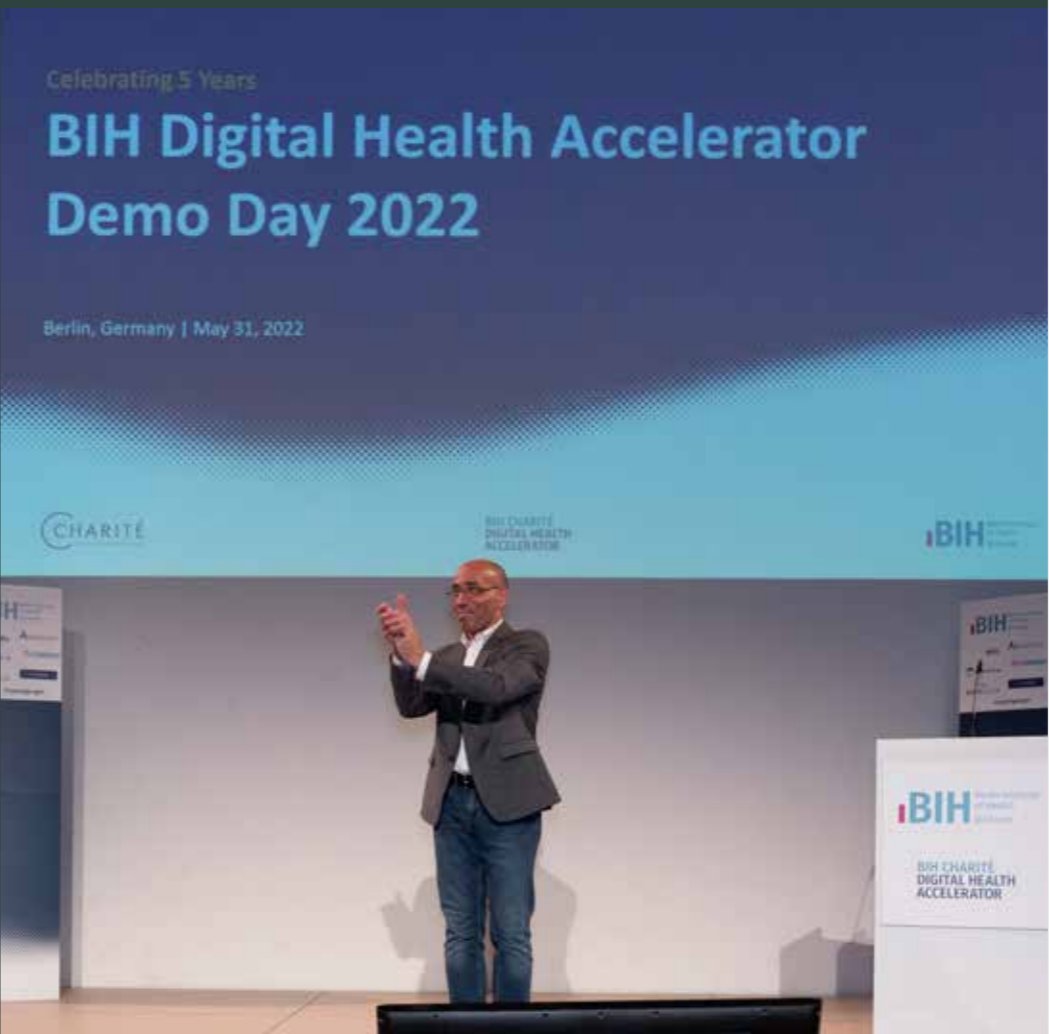 Celebrating 5 Years
BIH Digital Health Accelerator
Demo Day 2022
Berlin, Germany | May 31, 2022
CHARITÉ
BIH CHARITÉ
DIGITAL HEALTH
ACCELERATOR
BIH
BIH
BIH
BIH CHARITÉ
DIGITAL HEALTH
ACCELERATOR